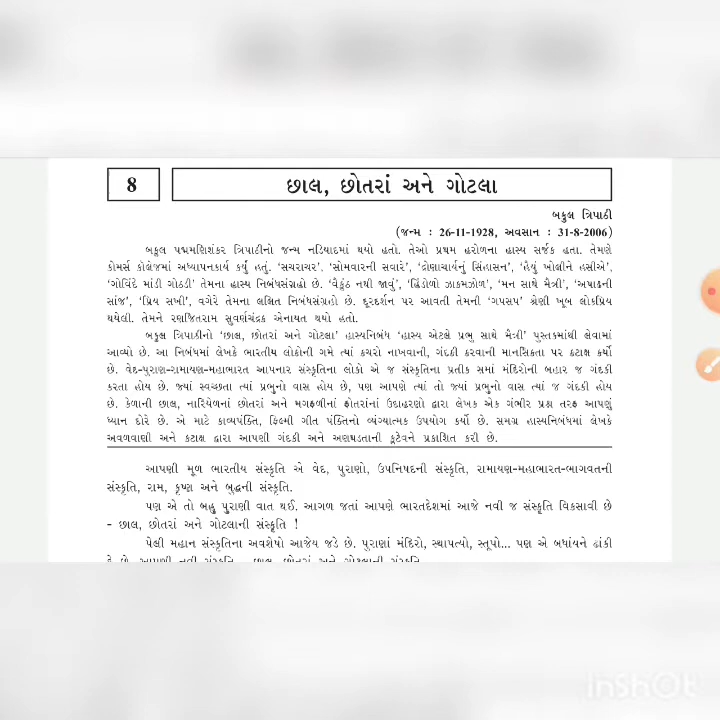 8
છાલ, છોતરાં અને ગોટલા
બકુલ ત્રિપાઠી
(જન્મ : 26-11-1928, અવસાન : 31-8-2006)
બકુલ પદ્મમણિશંકર ત્રિપાઠીનો જન્મ નડિયાદમાં થયો હતો. તેઓ પ્રથમ હરોળના હાસ્ય સર્જક હતા. તેમણે
કોમર્સ કૉલેજમાં અધ્યાપનકાર્ય કર્યું હતું. ‘સચરાચર’, ‘સોમવારની સવારે’, ‘દ્રોણાચાર્યનું સિંહાસન’, ‘હૈયું ખોલીને હસીએ’,
‘ગોવિંદે માંડી ગોઠડી’ તેમના હાસ્ય નિબંધસંગ્રહો છે. ‘વૈકુંઠ નથી જાવું’, ‘હિંડોળો ઝાકમઝોળ’, ‘મન સાથે મૈત્રી’, ‘અષાઢની
સાંજ’, ‘પ્રિય સખી’, વગેરે તેમના લલિત નિબંધસંગ્રહો છે. દૂરદર્શન પર આવતી તેમની ‘ગપસપ’ શ્રેણી ખૂબ લોકપ્રિય
થયેલી. તેમને રણજિતરામ સુવર્ણચંદ્રક એનાયત થયો હતો.
બકુલ ત્રિપાઠીનો ‘છાલ, છોતરાં અને ગોટલા’ હાસ્યનિબંધ ‘હાસ્ય એટલે પ્રભુ સાથે મૈત્રી’ પુસ્તકમાંથી લેવામાં
આવ્યો છે. આ નિબંધમાં લેખકે ભારતીય લોકોની ગમે ત્યાં કચરો નાખવાની, ગંદકી કરવાની માનસિકતા પર કટાક્ષ કર્યો
છે. વેદ-પુરાણ-રામાયણ-મહાભારત આપનાર સંસ્કૃતિના લોકો એ જ સંસ્કૃતિના પ્રતીક સમાં મંદિરોની બહાર જ ગંદકી
કરતા હોય છે. જ્યાં સ્વચ્છતા ત્યાં પ્રભુનો વાસ હોય છે, પણ આપણે ત્યાં તો જ્યાં પ્રભુનો વાસ ત્યાં જ ગંદકી હોય
છે. કેળાની છાલ, નારિયેળનાં છોતરાં અને મગફળીનાં ફોતરાંનાં ઉદાહરણો દ્વારા લેખક એક ગંભીર પ્રશ્ન તરફ આપણું
ધ્યાન દોરે છે. એ માટે કાવ્યપંક્તિ, ફિલ્મી ગીત પંક્તિનો વ્યંગ્યાત્મક ઉપયોગ કર્યો છે. સમગ્ર હાસ્યનિબંધમાં લેખકે
અવળવાણી અને કટાક્ષ દ્વારા આપણી ગંદકી અને અણઘડતાની કુટેવને પ્રકાશિત કરી છે.
આપણી મૂળ ભારતીય સંસ્કૃતિ એ વેદ, પુરાણો, ઉપનિષદની સંસ્કૃતિ, રામાયણ-મહાભારત-ભાગવતની
સંસ્કૃતિ, રામ, કૃષ્ણ અને બુદ્ધની સંસ્કૃતિ.
પણ એ તો બહુ પુરાણી વાત થઈ. આગળ જતાં આપણે ભારતદેશમાં આજે નવી જ સંસ્કૃતિ વિકસાવી છે
- છાલ, છોતરાં અને ગોટલાની સંસ્કૃતિ !
પેલી મહાન સંસ્કૃતિના અવશેષો આજેય જડે છે. પુરાણાં મંદિરો, સ્થાપત્યો, સ્તૂપો... પણ એ બધાંયને ઢાંકી
દે છે આપણી નવી સંસ્કૃતિ - છાલ, છોતરાં અને ગોટલાની સંસ્કૃતિ
InShOt